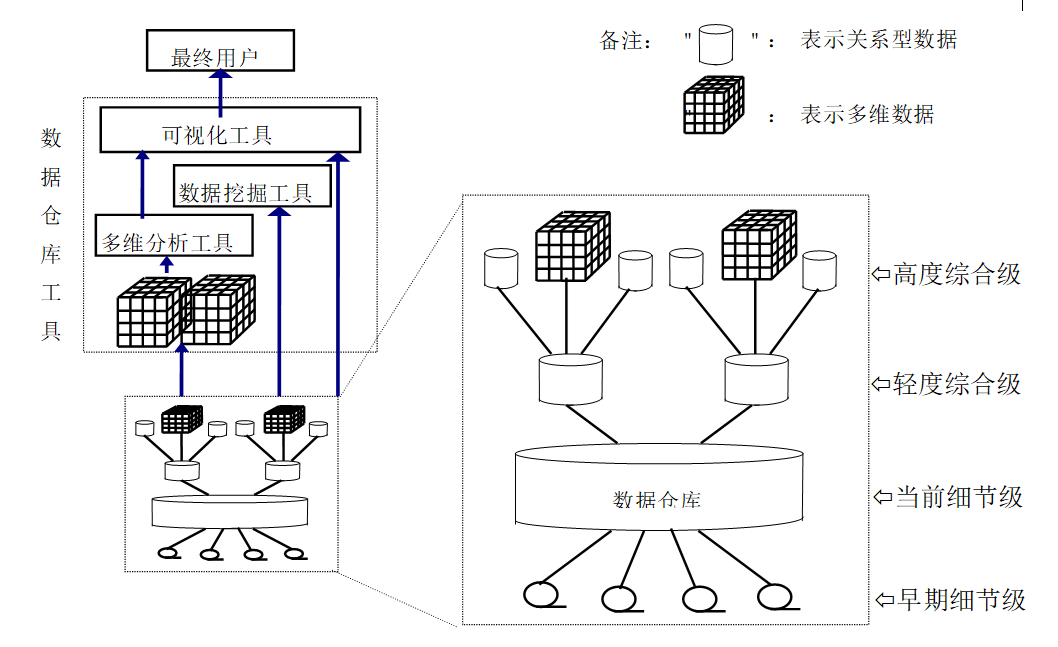 最终用户
可视化工具
数据挖掘工具
多维分析工具
数据仓库工具
备注： " " ： 表示关系型数据
" ： 表示多维数据
⇦高度综合级
⇦轻度综合级
数据仓库
⇦当前细节级
⇦早期细节级